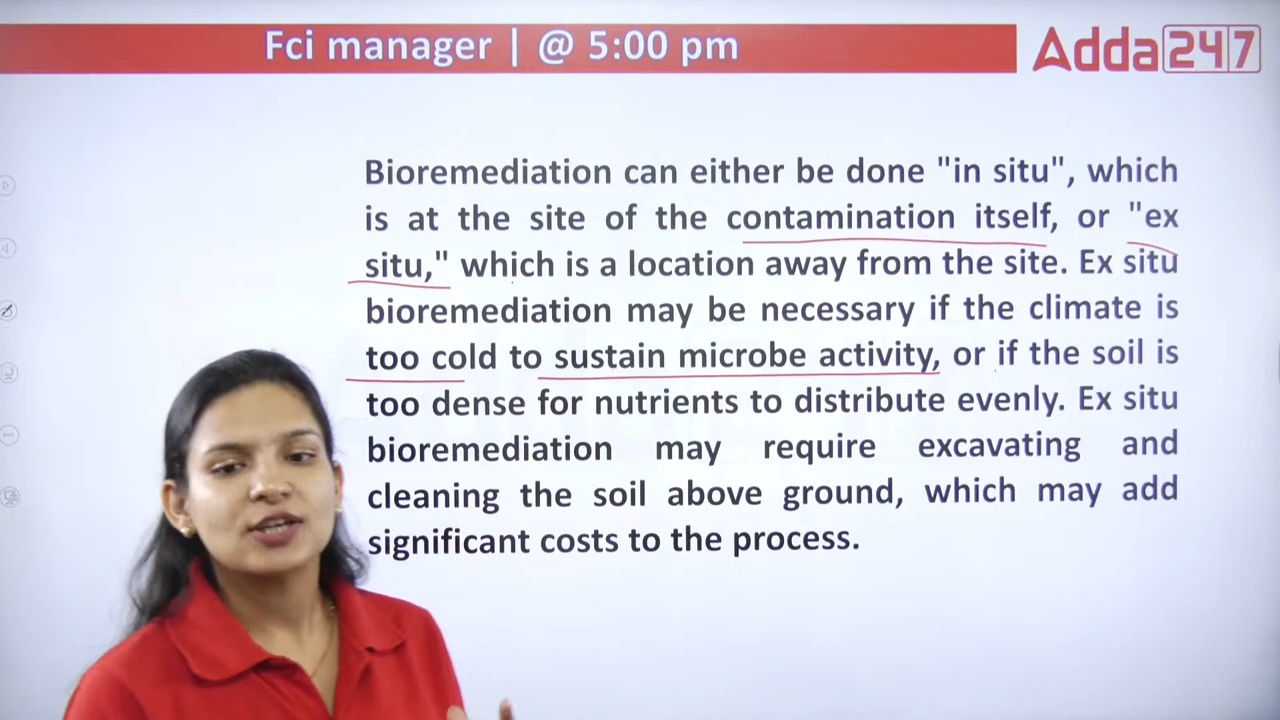 Fci manager | @ 5:00 pm
Adda247
Bioremediation can either be done "in situ", which
is at the site of the contamination itself, or "ex
situ," which is a location away from the site. Ex situ
bioremediation may be necessary if the climate is
too cold to sustain microbe activity, or if the soil is
too dense for nutrients to distribute evenly. Ex situ
bioremediation may require excavating and
cleaning the soil above ground, which may add
significant costs to the process.